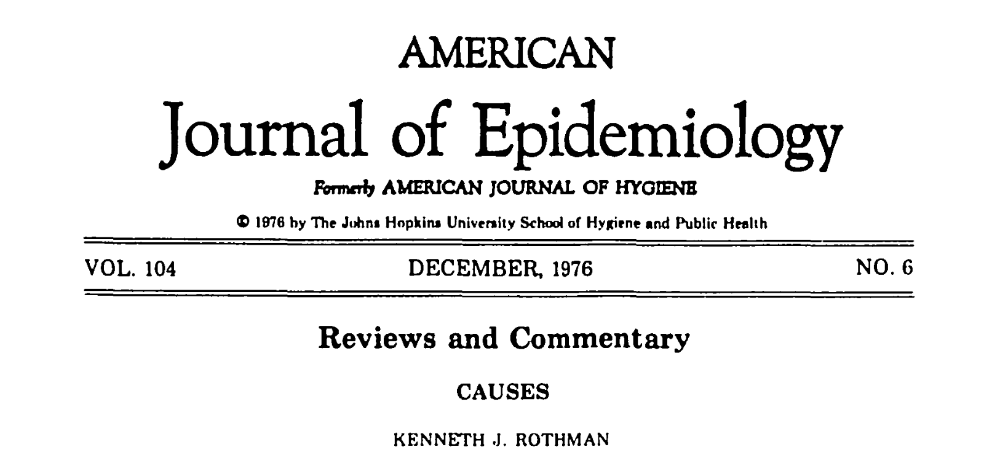 AMERICAN
Journal of Epidemiology
Formerly AMERICAN JOURNAL OF HYGIENE
© 1976 by The Johns Hopkins University School of Hygiene and Public Health
VOL. 104 DECEMBER, 1976 NO. 6
Reviews and Commentary
CAUSES
KENNETH J. ROTHMAN